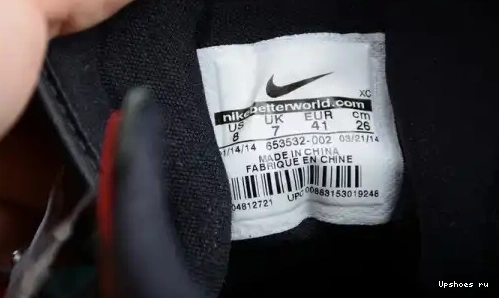 XC
nikebetterworld.com
US UK EUR cm
8 7 41 26
1/14/14 653532-002 03/21/14
MADE IN CHINA
FABRIQUE EN CHINE
04812721 UPC 00883153019248
Upshoes ru